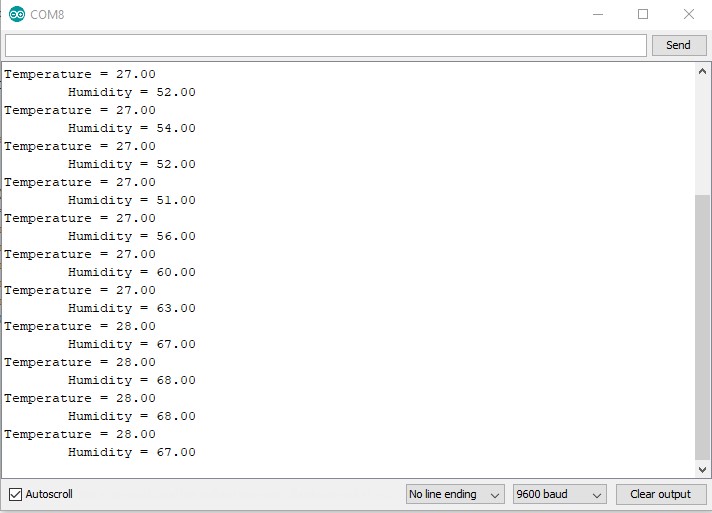 COM8
Send
Temperature = 27.00
Humidity = 52.00
Temperature = 27.00
Humidity = 54.00
Temperature = 27.00
Humidity = 52.00
Temperature = 27.00
Humidity = 51.00
Temperature = 27.00
Humidity = 56.00
Temperature = 27.00
Humidity = 60.00
Temperature = 27.00
Humidity = 63.00
Temperature = 28.00
Humidity = 67.00
Temperature = 28.00
Humidity = 68.00
Temperature = 28.00
Humidity = 68.00
Temperature = 28.00
Humidity = 67.00
Autoscroll No line ending 9600 baud Clear output